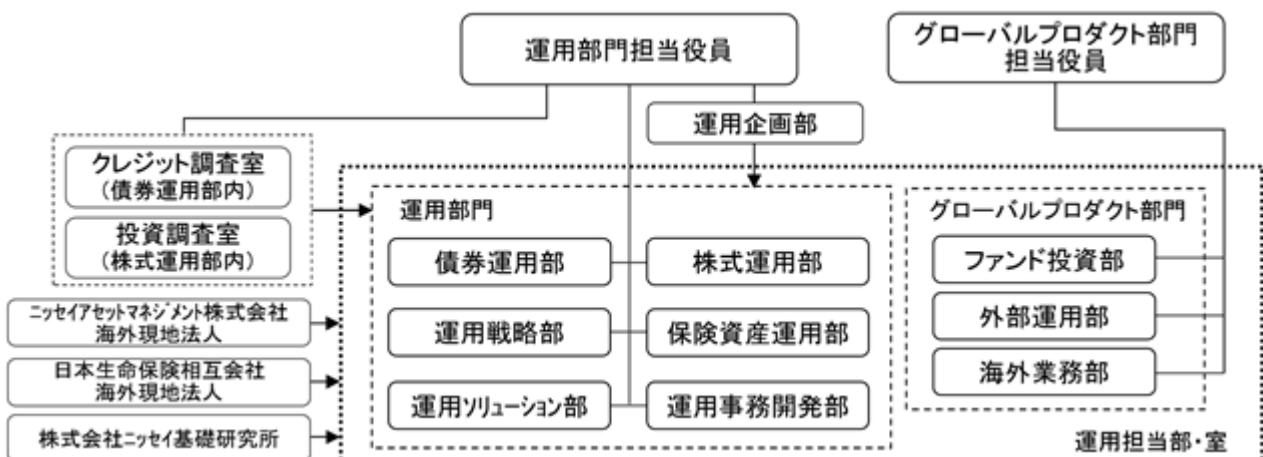 運用部門担当役員
グローバルプロダクト部門
担当役員
運用企画部
クレジット調査室
(債券運用部内)
投資調査室
(株式運用部内)
ニッセイアセットマネジメント株式会社
海外現地法人
日本生命保険相互会社
海外現地法人
株式会社ニッセイ基礎研究所
運用部門
債券運用部
株式運用部
運用戦略部
保険資産運用部
運用ソリューション部
運用事務開発部
グローバルプロダクト部門
ファンド投資部
外部運用部
海外業務部
運用担当部・室